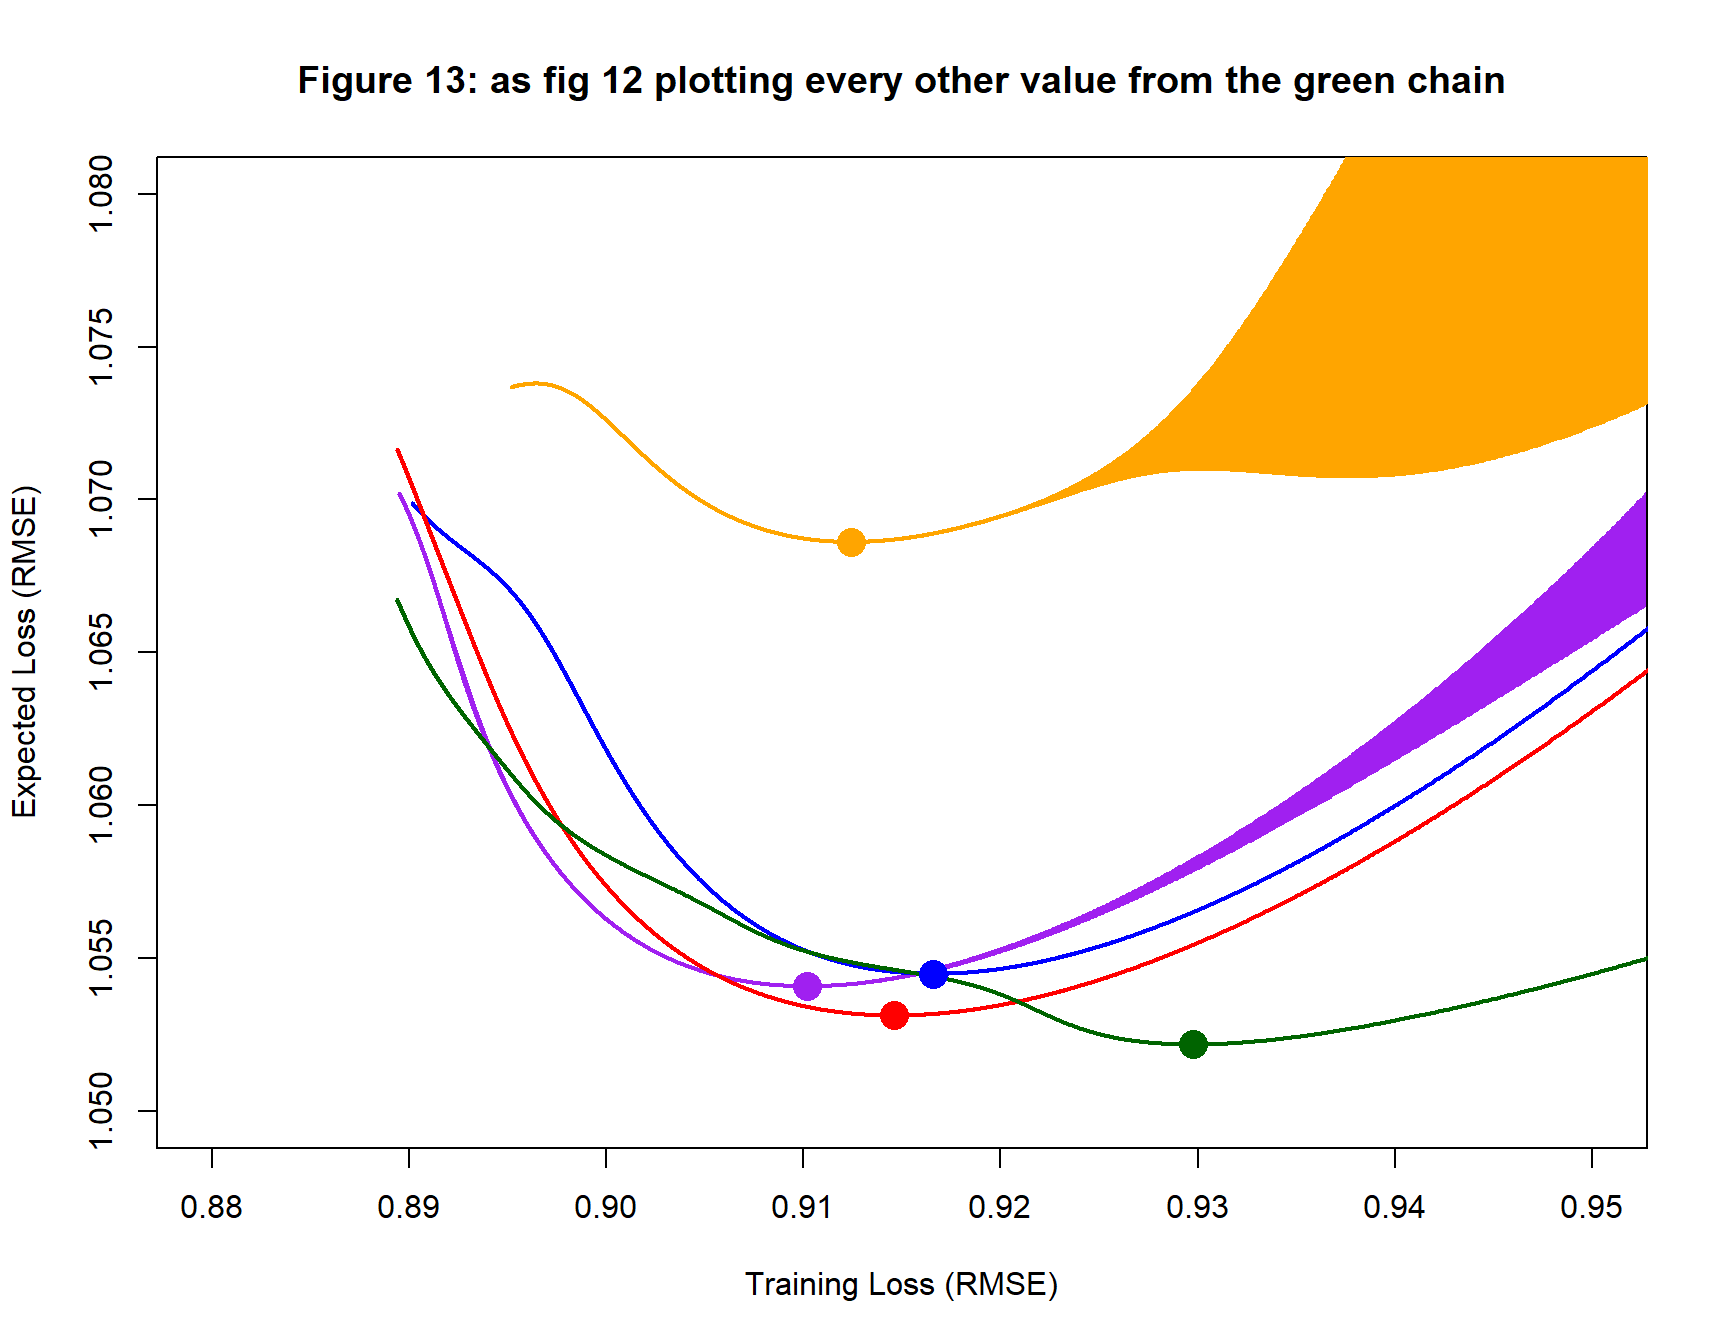 Figure 13: as fig 12 plotting every other value from the green chain
1.080
1.075
1.070
1.065
1.060
1.055
1.050
Expected Loss (RMSE)
0.88 0.89 0.90 0.91 0.92 0.93 0.94 0.95
Training Loss (RMSE)